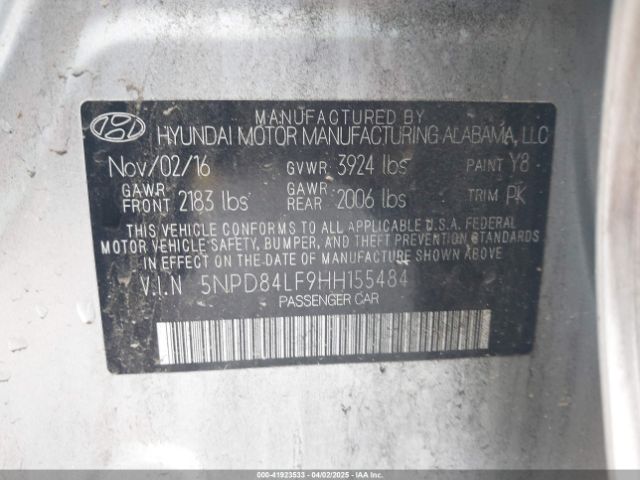 MANUFACTURED BY
HYUNDAI MOTOR MANUFACTURING ALABAMA, LLC
Nov/02/16 GVWR 3924 lbs PAINT Y8
GAWR FRONT 2183 lbs GAWR REAR 2006 lbs TRIM PK
THIS VEHICLE CONFORMS TO ALL APPLICABLE U.S.A. FEDERAL
MOTOR VEHICLE SAFETY, BUMPER, AND THEFT PREVENTION STANDARDS
IN EFFECT ON THE DATE OF MANUFACTURE SHOWN ABOVE
V.I.N 5NPD84LF9HH155484
PASSENGER CAR
000-41923533 - 04/02/2025 - IAA Inc.